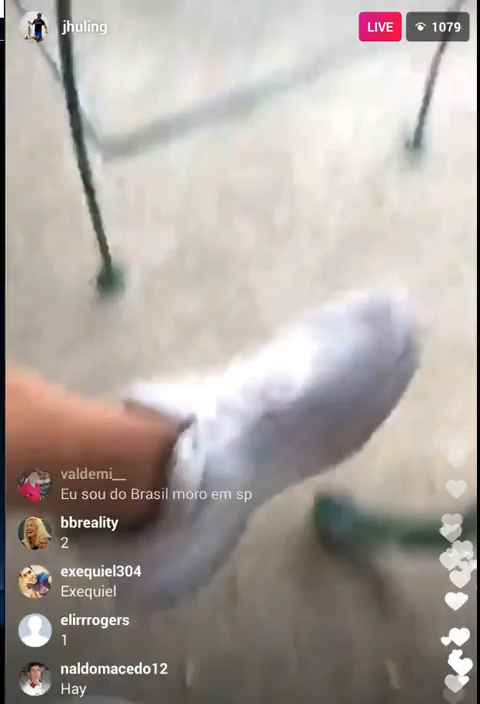 jhuling
LIVE
1079
valdemi__
Eu sou do Brasil moro em sp
bbreality
2
exequiel304
Exequiel
elirrrogers
1
naldomacedo12
Hay